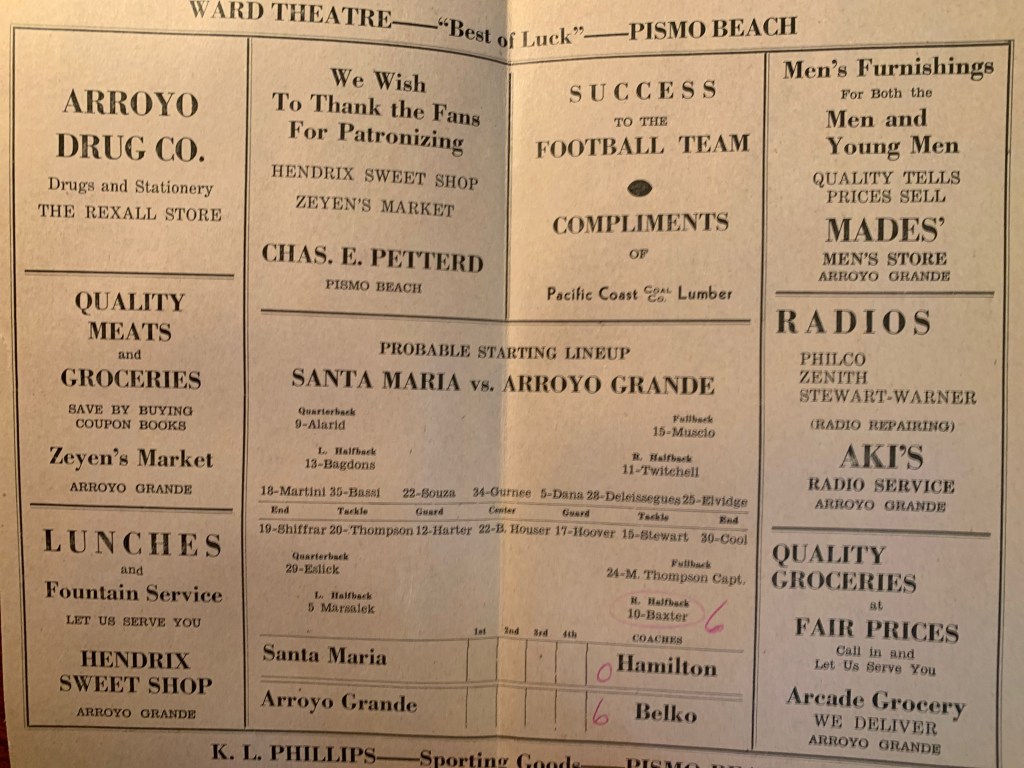 WARD THEATRE—"Best of Luck"—PISMO BEACH
ARROYO
DRUG CO.
Drugs and Stationery
THE REXALL STORE
QUALITY
MEATS
and
GROCERIES
SAVE BY BUYING
COUPON BOOKS
Zeyen's Market
ARROYO GRANDE
LUNCHES
and
Fountain Service
LET US SERVE YOU
HENDRIX
SWEET SHOP
ARROYO GRANDE
We Wish
To Thank the Fans
For Patronizing
HENDRIX SWEET SHOP
ZEYEN'S MARKET
CHAS. E. PETTERD
PISMO BEACH
SUCCESS
TO THE
FOOTBALL TEAM
COMPLIMENTS
OF
Pacific Coast COAL CO. Lumber
PROBABLE STARTING LINEUP
SANTA MARIA vs. ARROYO GRANDE
Quarterback Fullback
9-Alarid 15-Muscio
L. Halfback R. Halfback
13-Bagdons 11-Twitchell
18-Martini 35-Bassi 22-Souza 34-Gurnee 5-Dana 28-Deleissegues 25-Elvidge
End Tackle Guard Center Guard Tackle End
19-Shiffrar 20-Thompson 12-Harter 22-B. Houser 17-Hoover 15-Stewart 30-Cool
Quarterback Fullback
29-Eslick 24-M. Thompson Capt.
L. Halfback R. Halfback
5 Marsalek 10-Baxter 6
1st 2nd 3rd 4th COACHES
Santa Maria 0 Hamilton
Arroyo Grande 6 Belko
Men's Furnishings
For Both the
Men and
Young Men
QUALITY TELLS
PRICES SELL
MADES'
MEN'S STORE
ARROYO GRANDE
RADIOS
PHILCO
ZENITH
STEWART-WARNER
(RADIO REPAIRING)
AKI'S
RADIO SERVICE
ARROYO GRANDE
QUALITY
GROCERIES
at
FAIR PRICES
Call in and
Let Us Serve You
Arcade Grocery
WE DELIVER
ARROYO GRANDE
K. L. PHILLIPS—Sporting Goods—PISMO BEA